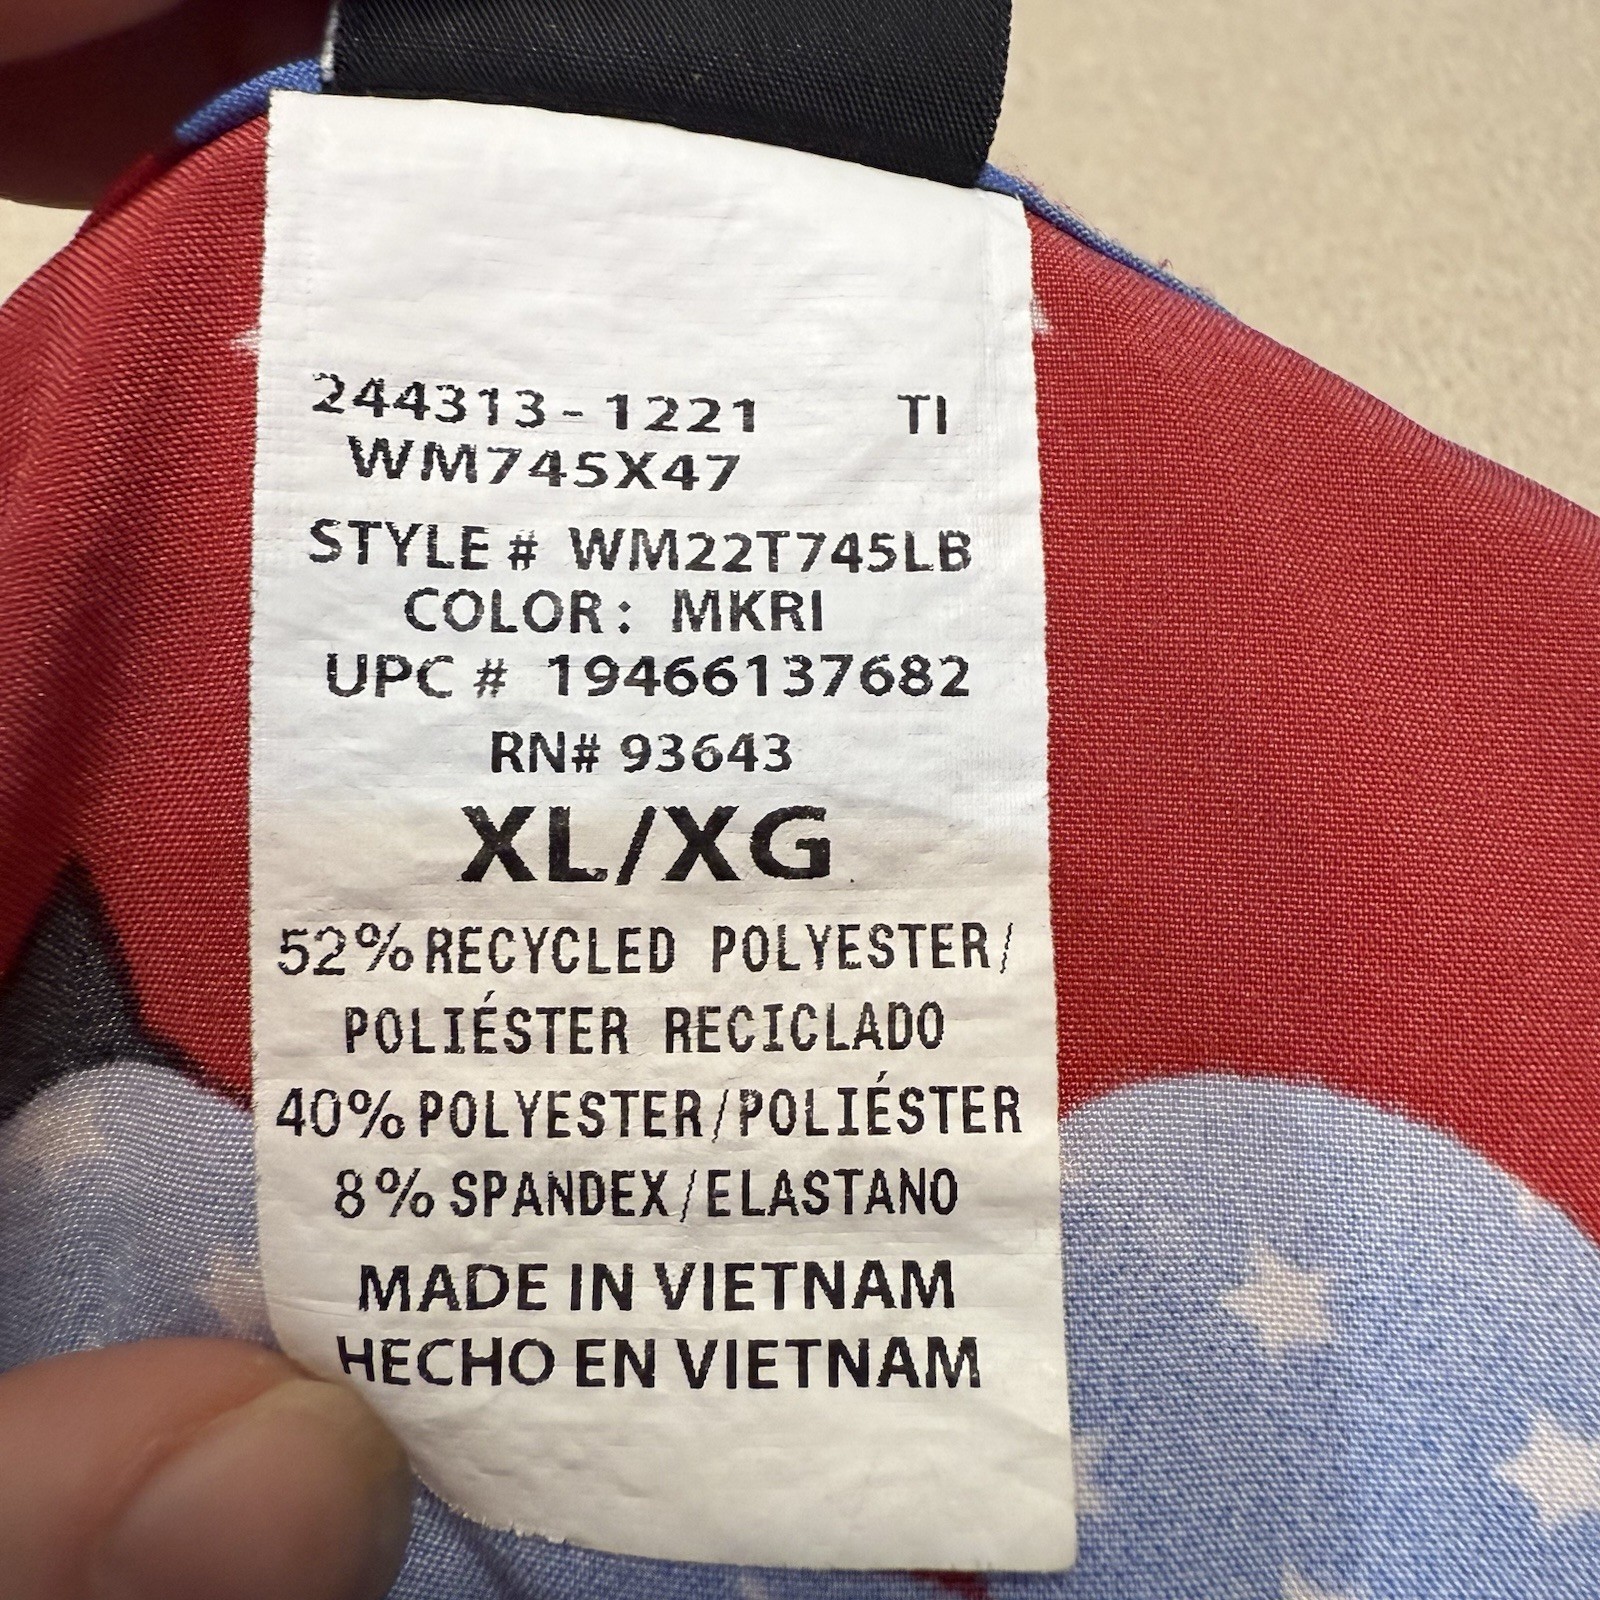 244313-1221 TI
WM745X47
STYLE # WM22T745LB
COLOR: MKRI
UPC # 19466137682
RN# 93643
XL/XG
52% RECYCLED POLYESTER/
POLIÉSTER RECICLADO
40% POLYESTER/POLIÉSTER
8% SPANDEX/ELASTANO
MADE IN VIETNAM
HECHO EN VIETNAM